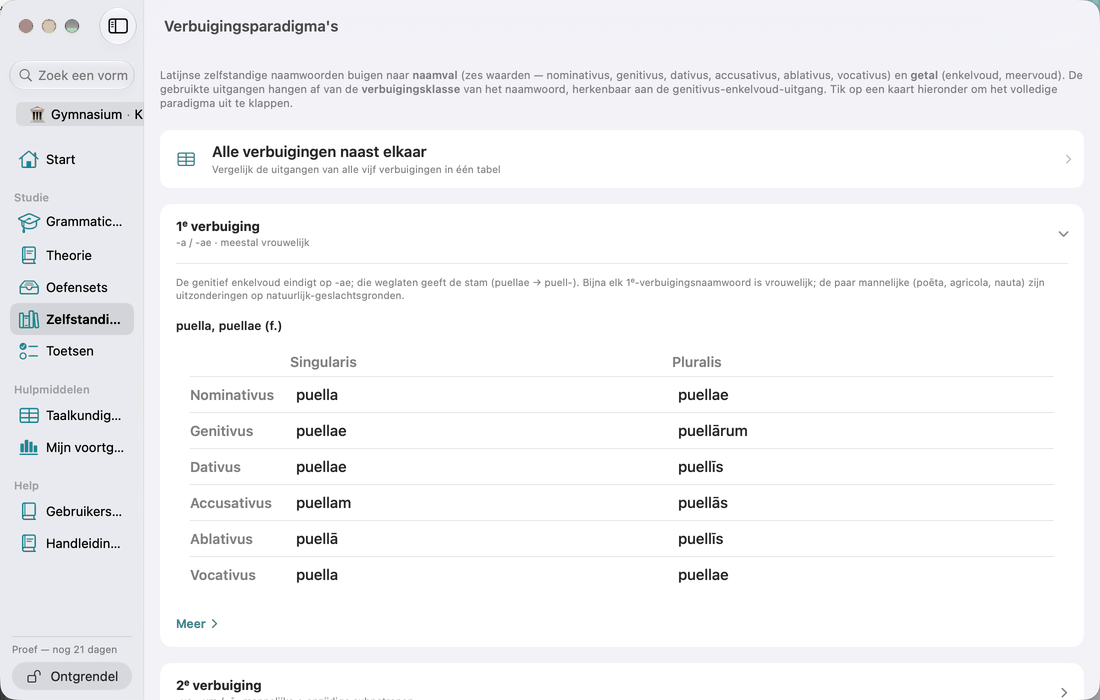 Verbuigingsparadigma's
Zoek een vorm
Gymnasium · K
Start
Studie
Grammatic...
Theorie
Oefensets
Zelfstandi...
Toetsen
Hulpmiddelen
Taalkundig...
Mijn voortg...
Help
Gebruikers...
Handleidin...
Proef — nog 21 dagen
Ontgrendel
Latijnse zelfstandige naamwoorden buigen naar naamval (zes waarden — nominativus, genitivus, dativus, accusativus, ablativus, vocativus) en getal (enkelvoud, meervoud). De
gebruikte uitgangen hangen af van de verbuigingsklasse van het naamwoord, herkenbaar aan de genitivus-enkelvoud-uitgang. Tik op een kaart hieronder om het volledige
paradigma uit te klappen.
Alle verbuigingen naast elkaar
Vergelijk de uitgangen van alle vijf verbuigingen in één tabel
1ᵉ verbuiging
-a / -ae · meestal vrouwelijk
De genitief enkelvoud eindigt op -ae; die weglaten geeft de stam (puellae → puell-). Bijna elk 1ᵉ-verbuigingsnaamwoord is vrouwelijk; de paar mannelijke (poēta, agricola, nauta) zijn
uitzonderingen op natuurlijk-geslachtsgronden.
puella, puellae (f.)
Singularis Pluralis
Nominativus puella puellae
Genitivus puellae puellārum
Dativus puellae puellīs
Accusativus puellam puellās
Ablativus puellā puellīs
Vocativus puella puellae
Meer
2ᵉ verbuiging